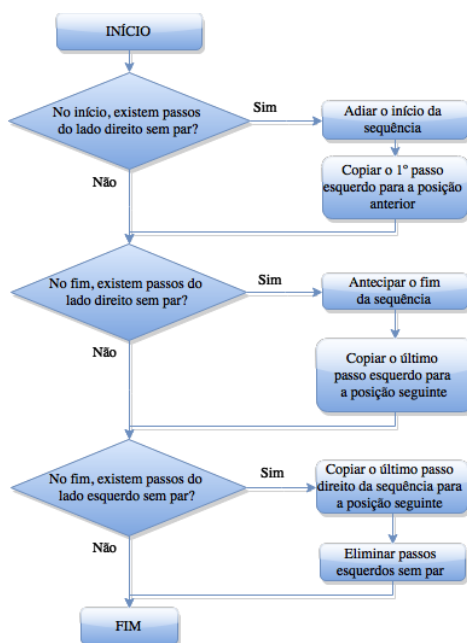 INÍCIO
No início, existem passos
do lado direito sem par?
Sim
Adiar o início da
sequência
Copiar o 1º passo
esquerdo para a posição
anterior
Não
No fim, existem passos do
lado direito sem par?
Sim
Antecipar o fim
da sequência
Copiar o último
passo esquerdo para
a posição seguinte
Não
No fim, existem passos do
lado esquerdo sem par?
Sim
Copiar o último passo
direito da sequência para
a posição seguinte
Eliminar passos
esquerdos sem par
Não
FIM